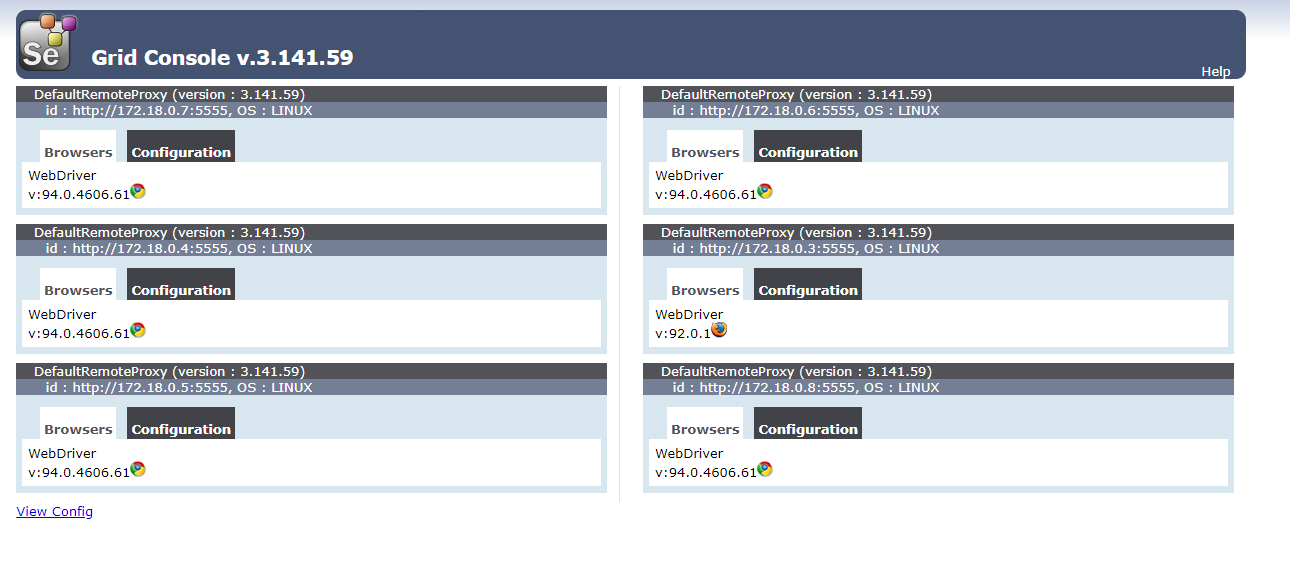 Se
Grid Console v.3.141.59
Help
DefaultRemoteProxy (version : 3.141.59)
id : http://172.18.0.7:5555, OS : LINUX
Browsers Configuration
WebDriver
v:94.0.4606.61
DefaultRemoteProxy (version : 3.141.59)
id : http://172.18.0.4:5555, OS : LINUX
Browsers Configuration
WebDriver
v:94.0.4606.61
DefaultRemoteProxy (version : 3.141.59)
id : http://172.18.0.5:5555, OS : LINUX
Browsers Configuration
WebDriver
v:94.0.4606.61
DefaultRemoteProxy (version : 3.141.59)
id : http://172.18.0.6:5555, OS : LINUX
Browsers Configuration
WebDriver
v:94.0.4606.61
DefaultRemoteProxy (version : 3.141.59)
id : http://172.18.0.3:5555, OS : LINUX
Browsers Configuration
WebDriver
v:92.0.1
DefaultRemoteProxy (version : 3.141.59)
id : http://172.18.0.8:5555, OS : LINUX
Browsers Configuration
WebDriver
v:94.0.4606.61
View Config